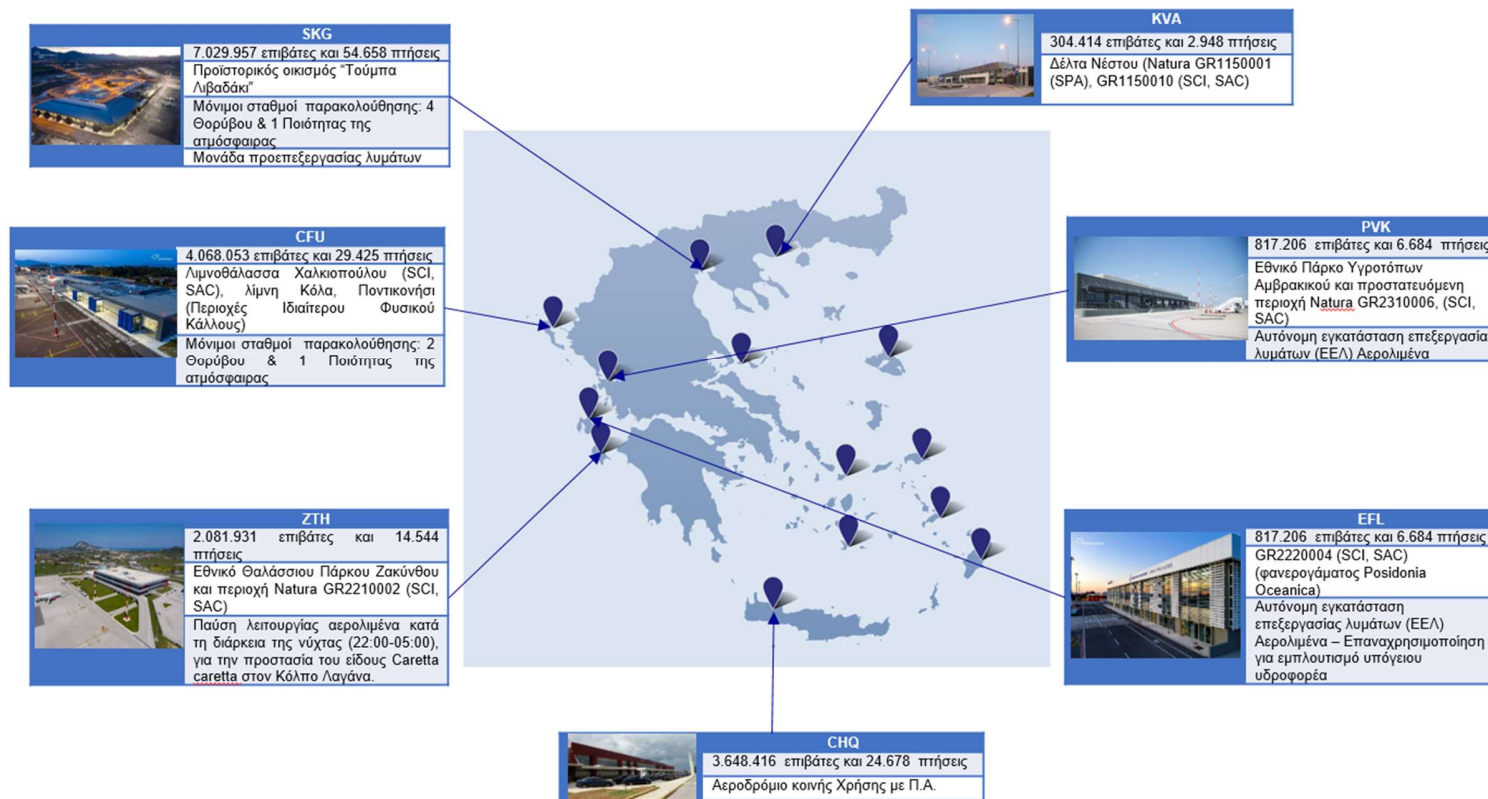 SKG
7.029.957 επιβάτες και 54.658 πτήσεις
Προϊστορικός οικισμός “Τούμπα
Λιβαδάκι”
Μόνιμοι σταθμοί παρακολούθησης: 4
Θορύβου & 1 Ποιότητας της
ατμόσφαιρας
Μονάδα προεπεξεργασίας λυμάτων
KVA
304.414 επιβάτες και 2.948 πτήσεις
Δέλτα Νέστου (Natura GR1150001
(SPA), GR1150010 (SCI, SAC)
CFU
4.068.053 επιβάτες και 29.425 πτήσεις
Λιμνοθάλασσα Χαλκιοπούλου (SCI,
SAC), λίμνη Κόλα, Ποντικονήσι
(Περιοχές Ιδιαίτερου Φυσικού
Κάλλους)
Μόνιμοι σταθμοί παρακολούθησης: 2
Θορύβου & 1 Ποιότητας της
ατμόσφαιρας
PVK
817.206 επιβάτες και 6.684 πτήσεις
Εθνικό Πάρκο Υγροτόπων
Αμβρακικού και προστατευόμενη
περιοχή Natura GR2310006, (SCI,
SAC)
Αυτόνομη εγκατάσταση επεξεργασία
λυμάτων (ΕΕΛ) Αερολιμένα
ZTH
2.081.931 επιβάτες και 14.544
πτήσεις
Εθνικό Θαλάσσιου Πάρκου Ζακύνθου
και περιοχή Natura GR2210002 (SCI,
SAC)
Παύση λειτουργίας αερολιμένα κατά
τη διάρκεια της νύχτας (22:00-05:00),
για την προστασία του είδους Caretta
caretta στον Κόλπο Λαγάνα.
EFL
817.206 επιβάτες και 6.684 πτήσεις
GR2220004 (SCI, SAC)
(φανερογάματος Posidonia
Oceanica)
Αυτόνομη εγκατάσταση
επεξεργασίας λυμάτων (ΕΕΛ)
Αερολιμένα – Επαναχρησιμοποίηση
για εμπλουτισμό υπόγειου
υδροφορέα
CHQ
3.648.416 επιβάτες και 24.678 πτήσεις
Αεροδρόμιο κοινής Χρήσης με Π.Α.